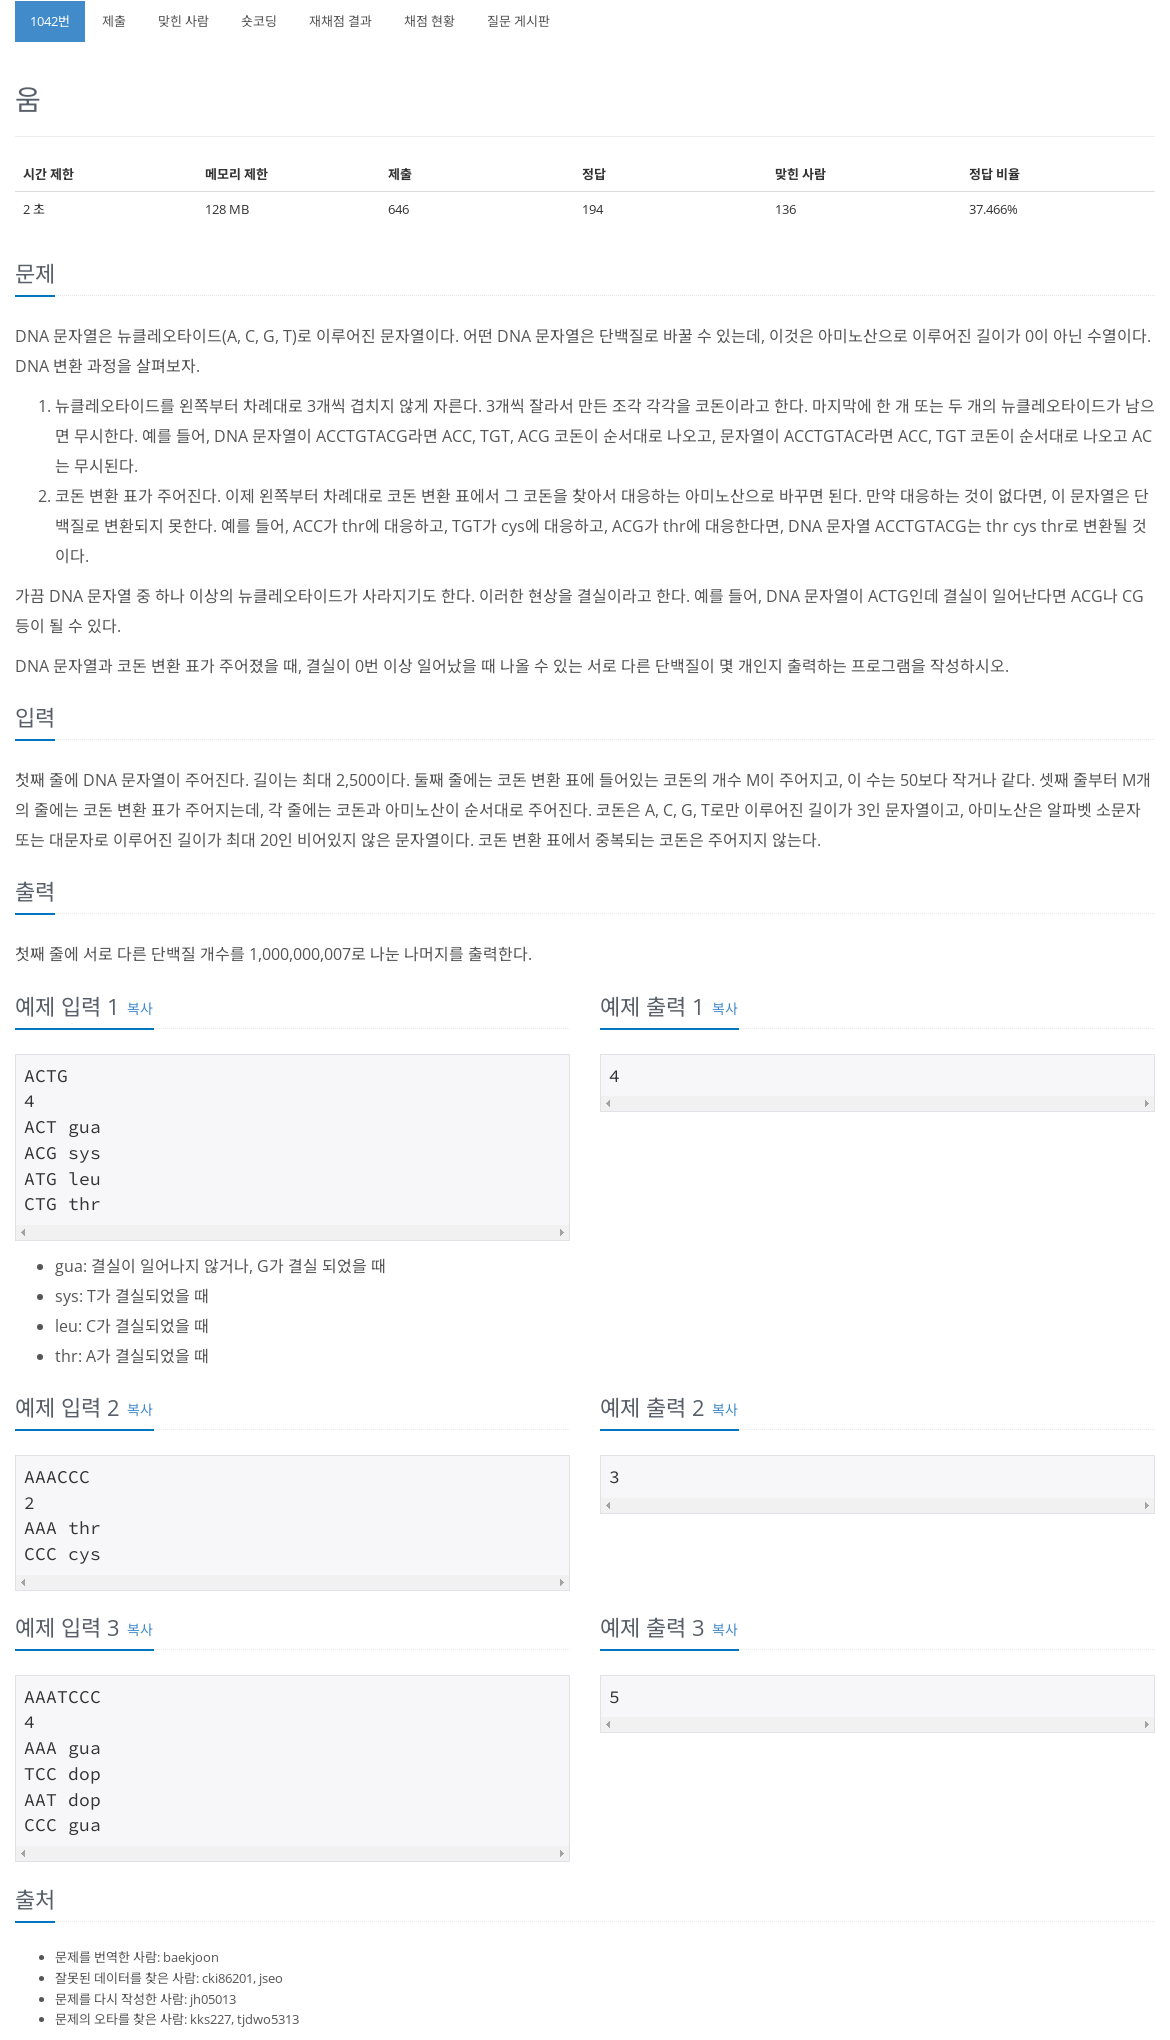 1042번 제출 맞힌 사람 숏코딩 재채점 결과 채점 현황 질문 게시판
움
시간 제한 메모리 제한 제출 정답 맞힌 사람 정답 비율
2 초 128 MB 646 194 136 37.466%
문제
DNA 문자열은 뉴클레오타이드(A, C, G, T)로 이루어진 문자열이다. 어떤 DNA 문자열은 단백질로 바꿀 수 있는데, 이것은 아미노산으로 이루어진 길이가 0이 아닌 수열이다.
DNA 변환 과정을 살펴보자.
1. 뉴클레오타이드를 왼쪽부터 차례대로 3개씩 겹치지 않게 자른다. 3개씩 잘라서 만든 조각 각각을 코돈이라고 한다. 마지막에 한 개 또는 두 개의 뉴클레오타이드가 남으
면 무시한다. 예를 들어, DNA 문자열이 ACCTGTACG라면 ACC, TGT, ACG 코돈이 순서대로 나오고, 문자열이 ACCTGTAC라면 ACC, TGT 코돈이 순서대로 나오고 AC
는 무시된다.
2. 코돈 변환 표가 주어진다. 이제 왼쪽부터 차례대로 코돈 변환 표에서 그 코돈을 찾아서 대응하는 아미노산으로 바꾸면 된다. 만약 대응하는 것이 없다면, 이 문자열은 단
백질로 변환되지 못한다. 예를 들어, ACC가 thr에 대응하고, TGT가 cys에 대응하고, ACG가 thr에 대응한다면, DNA 문자열 ACCTGTACG는 thr cys thr로 변환될 것
이다.
가끔 DNA 문자열 중 하나 이상의 뉴클레오타이드가 사라지기도 한다. 이러한 현상을 결실이라고 한다. 예를 들어, DNA 문자열이 ACTG인데 결실이 일어난다면 ACG나 CG
등이 될 수 있다.
DNA 문자열과 코돈 변환 표가 주어졌을 때, 결실이 0번 이상 일어났을 때 나올 수 있는 서로 다른 단백질이 몇 개인지 출력하는 프로그램을 작성하시오.
입력
첫째 줄에 DNA 문자열이 주어진다. 길이는 최대 2,500이다. 둘째 줄에는 코돈 변환 표에 들어있는 코돈의 개수 M이 주어지고, 이 수는 50보다 작거나 같다. 셋째 줄부터 M개
의 줄에는 코돈 변환 표가 주어지는데, 각 줄에는 코돈과 아미노산이 순서대로 주어진다. 코돈은 A, C, G, T로만 이루어진 길이가 3인 문자열이고, 아미노산은 알파벳 소문자
또는 대문자로 이루어진 길이가 최대 20인 비어있지 않은 문자열이다. 코돈 변환 표에서 중복되는 코돈은 주어지지 않는다.
출력
첫째 줄에 서로 다른 단백질 개수를 1,000,000,007로 나눈 나머지를 출력한다.
예제 입력 1 복사
ACTG
4
ACT gua
ACG sys
ATG leu
CTG thr
예제 출력 1 복사
4
• gua: 결실이 일어나지 않거나, G가 결실 되었을 때
• sys: T가 결실되었을 때
• leu: C가 결실되었을 때
• thr: A가 결실되었을 때
예제 입력 2 복사
AAACCC
2
AAA thr
CCC cys
예제 출력 2 복사
3
예제 입력 3 복사
AAATCCC
4
AAA gua
TCC dop
AAT dop
CCC gua
예제 출력 3 복사
5
출처
• 문제를 번역한 사람: baekjoon
• 잘못된 데이터를 찾은 사람: cki86201, jseo
• 문제를 다시 작성한 사람: jh05013
• 문제의 오타를 찾은 사람: kks227, tjdwo5313